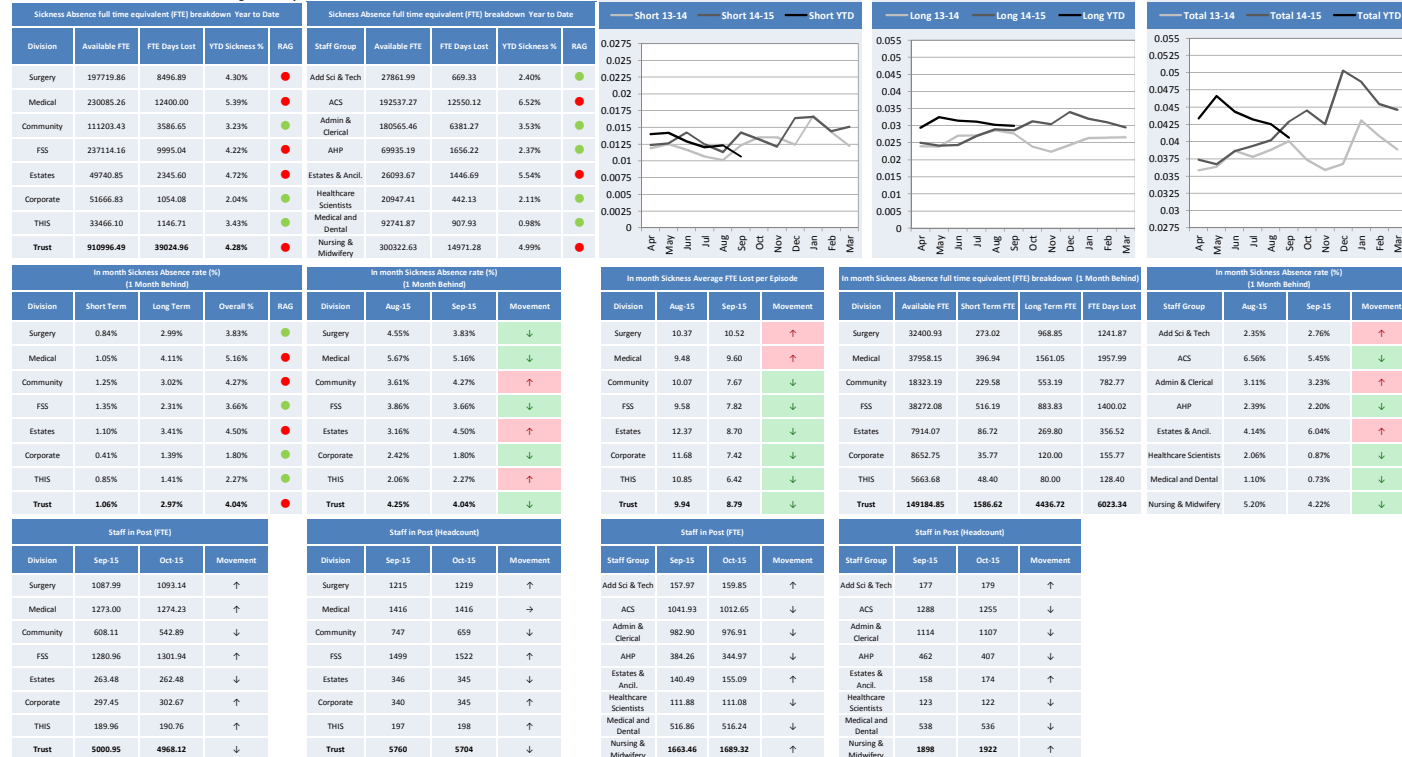 Sickness Absence full time equivalent (FTE) breakdown Year to Date
Division Available FTE FTE Days Lost YTD Sickness % RAG
Surgery 197719.86 8496.89 4.30%
Medical 230085.26 12400.00 5.39%
Community 111203.43 3586.65 3.23%
FSS 237114.16 9995.04 4.22%
Estates 49740.85 2345.60 4.72%
Corporate 51666.83 1054.08 2.04%
THIS 33466.10 1146.71 3.43%
Trust 910996.49 39024.96 4.28%
Sickness Absence full time equivalent (FTE) breakdown Year to Date
Staff Group Available FTE FTE Days Lost YTD Sickness % RAG
Add Sci & Tech 27861.99 669.33 2.40%
ACS 192537.27 12550.12 6.52%
Admin &
Clerical 180565.46 6381.27 3.53%
AHP 69935.19 1656.22 2.37%
Estates & Ancil. 26093.67 1446.69 5.54%
Healthcare
Scientists 20947.41 442.13 2.11%
Medical and
Dental 92741.87 907.93 0.98%
Nursing &
Midwifery 300322.63 14971.28 4.99%
Short 13-14 Short 14-15 Short YTD
0.0275
0.025
0.0225
0.02
0.0175
0.015
0.0125
0.01
0.0075
0.005
0.0025
0
Apr May Jun Jul Aug Sep Oct Nov Dec Jan Feb Mar
Long 13-14 Long 14-15 Long YTD
0.055
0.05
0.045
0.04
0.035
0.03
0.025
0.02
0.015
0.01
0.005
0
Apr May Jun Jul Aug Sep Oct Nov Dec Jan Feb Mar
Total 13-14 Total 14-15 Total YTD
0.055
0.0525
0.05
0.0475
0.045
0.0425
0.04
0.0375
0.035
0.0325
0.03
0.0275
Apr May Jun Jul Aug Sep Oct Nov Dec Jan Feb Mar
In month Sickness Absence rate (%)
(1 Month Behind)
Division Short Term Long Term Overall % RAG
Surgery 0.84% 2.99% 3.83%
Medical 1.05% 4.11% 5.16%
Community 1.25% 3.02% 4.27%
FSS 1.35% 2.31% 3.66%
Estates 1.10% 3.41% 4.50%
Corporate 0.41% 1.39% 1.80%
THIS 0.85% 1.41% 2.27%
Trust 1.06% 2.97% 4.04%
In month Sickness Absence rate (%)
(1 Month Behind)
Division Aug-15 Sep-15 Movement
Surgery 4.55% 3.83% ↓
Medical 5.67% 5.16% ↓
Community 3.61% 4.27% ↑
FSS 3.86% 3.66% ↓
Estates 3.16% 4.50% ↑
Corporate 2.42% 1.80% ↓
THIS 2.06% 2.27% ↑
Trust 4.25% 4.04% ↓
In month Sickness Average FTE Lost per Episode
Division Aug-15 Sep-15 Movement
Surgery 10.37 10.52 ↑
Medical 9.48 9.60 ↑
Community 10.07 7.67 ↓
FSS 9.58 7.82 ↓
Estates 12.37 8.70 ↓
Corporate 11.68 7.42 ↓
THIS 10.85 6.42 ↓
Trust 9.94 8.79 ↓
In month Sickness Absence full time equivalent (FTE) breakdown (1 Month Behind)
Division Available FTE Short Term FTE Long Term FTE FTE Days Lost
Surgery 32400.93 273.02 968.85 1241.87
Medical 37958.15 396.94 1561.05 1957.99
Community 18323.19 229.58 553.19 782.77
FSS 38272.08 516.19 883.83 1400.02
Estates 7914.07 86.72 269.80 356.52
Corporate 8652.75 35.77 120.00 155.77
THIS 5663.68 48.40 80.00 128.40
Trust 149184.85 1586.62 4436.72 6023.34
In month Sickness Absence rate (%)
(1 Month Behind)
Staff Group Aug-15 Sep-15 Movement
Add Sci & Tech 2.35% 2.76% ↑
ACS 6.56% 5.45% ↓
Admin & Clerical 3.11% 3.23% ↑
AHP 2.39% 2.20% ↓
Estates & Ancil. 4.14% 6.04% ↑
Healthcare Scientists 2.06% 0.87% ↓
Medical and Dental 1.10% 0.73% ↓
Nursing & Midwifery 5.20% 4.22% ↓
Staff in Post (FTE)
Division Sep-15 Oct-15 Movement
Surgery 1087.99 1093.14 ↑
Medical 1273.00 1274.23 ↑
Community 608.11 542.89 ↓
FSS 1280.96 1301.94 ↑
Estates 263.48 262.48 ↓
Corporate 297.45 302.67 ↑
THIS 189.96 190.76 ↑
Trust 5000.95 4968.12 ↓
Staff in Post (Headcount)
Division Sep-15 Oct-15 Movement
Surgery 1215 1219 ↑
Medical 1416 1416 →
Community 747 659 ↓
FSS 1499 1522 ↑
Estates 346 345 ↓
Corporate 340 345 ↑
THIS 197 198 ↑
Trust 5760 5704 ↓
Staff in Post (FTE)
Staff Group Sep-15 Oct-15 Movement
Add Sci & Tech 157.97 159.85 ↑
ACS 1041.93 1012.65 ↓
Admin &
Clerical 982.90 976.91 ↓
AHP 384.26 344.97 ↓
Estates &
Ancil. 140.49 155.09 ↑
Healthcare
Scientists 111.88 111.08 ↓
Medical and
Dental 516.86 516.24 ↓
Nursing &
Midwifery 1663.46 1689.32 ↑
Staff in Post (Headcount)
Staff Group Sep-15 Oct-15 Movement
Add Sci & Tech 177 179 ↑
ACS 1288 1255 ↓
Admin &
Clerical 1114 1107 ↓
AHP 462 407 ↓
Estates &
Ancil. 158 174 ↑
Healthcare
Scientists 123 122 ↓
Medical and
Dental 538 536 ↓
Nursing &
Midwifery 1898 1922 ↑